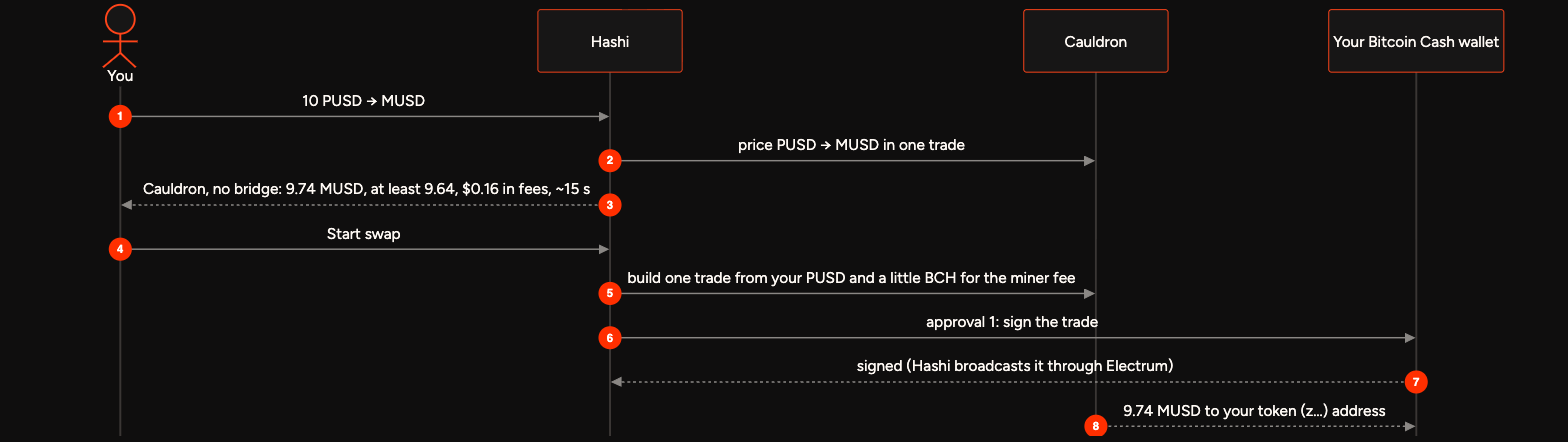 You
Hashi
Cauldron
Your Bitcoin Cash wallet
10 PUSD → MUSD
1
price PUSD → MUSD in one trade
2
Cauldron, no bridge: 9.74 MUSD, at least 9.64, $0.16 in fees, ~15 s
3
Start swap
4
build one trade from your PUSD and a little BCH for the miner fee
5
approval 1: sign the trade
6
signed (Hashi broadcasts it through Electrum)
7
9.74 MUSD to your token (z...) address
8